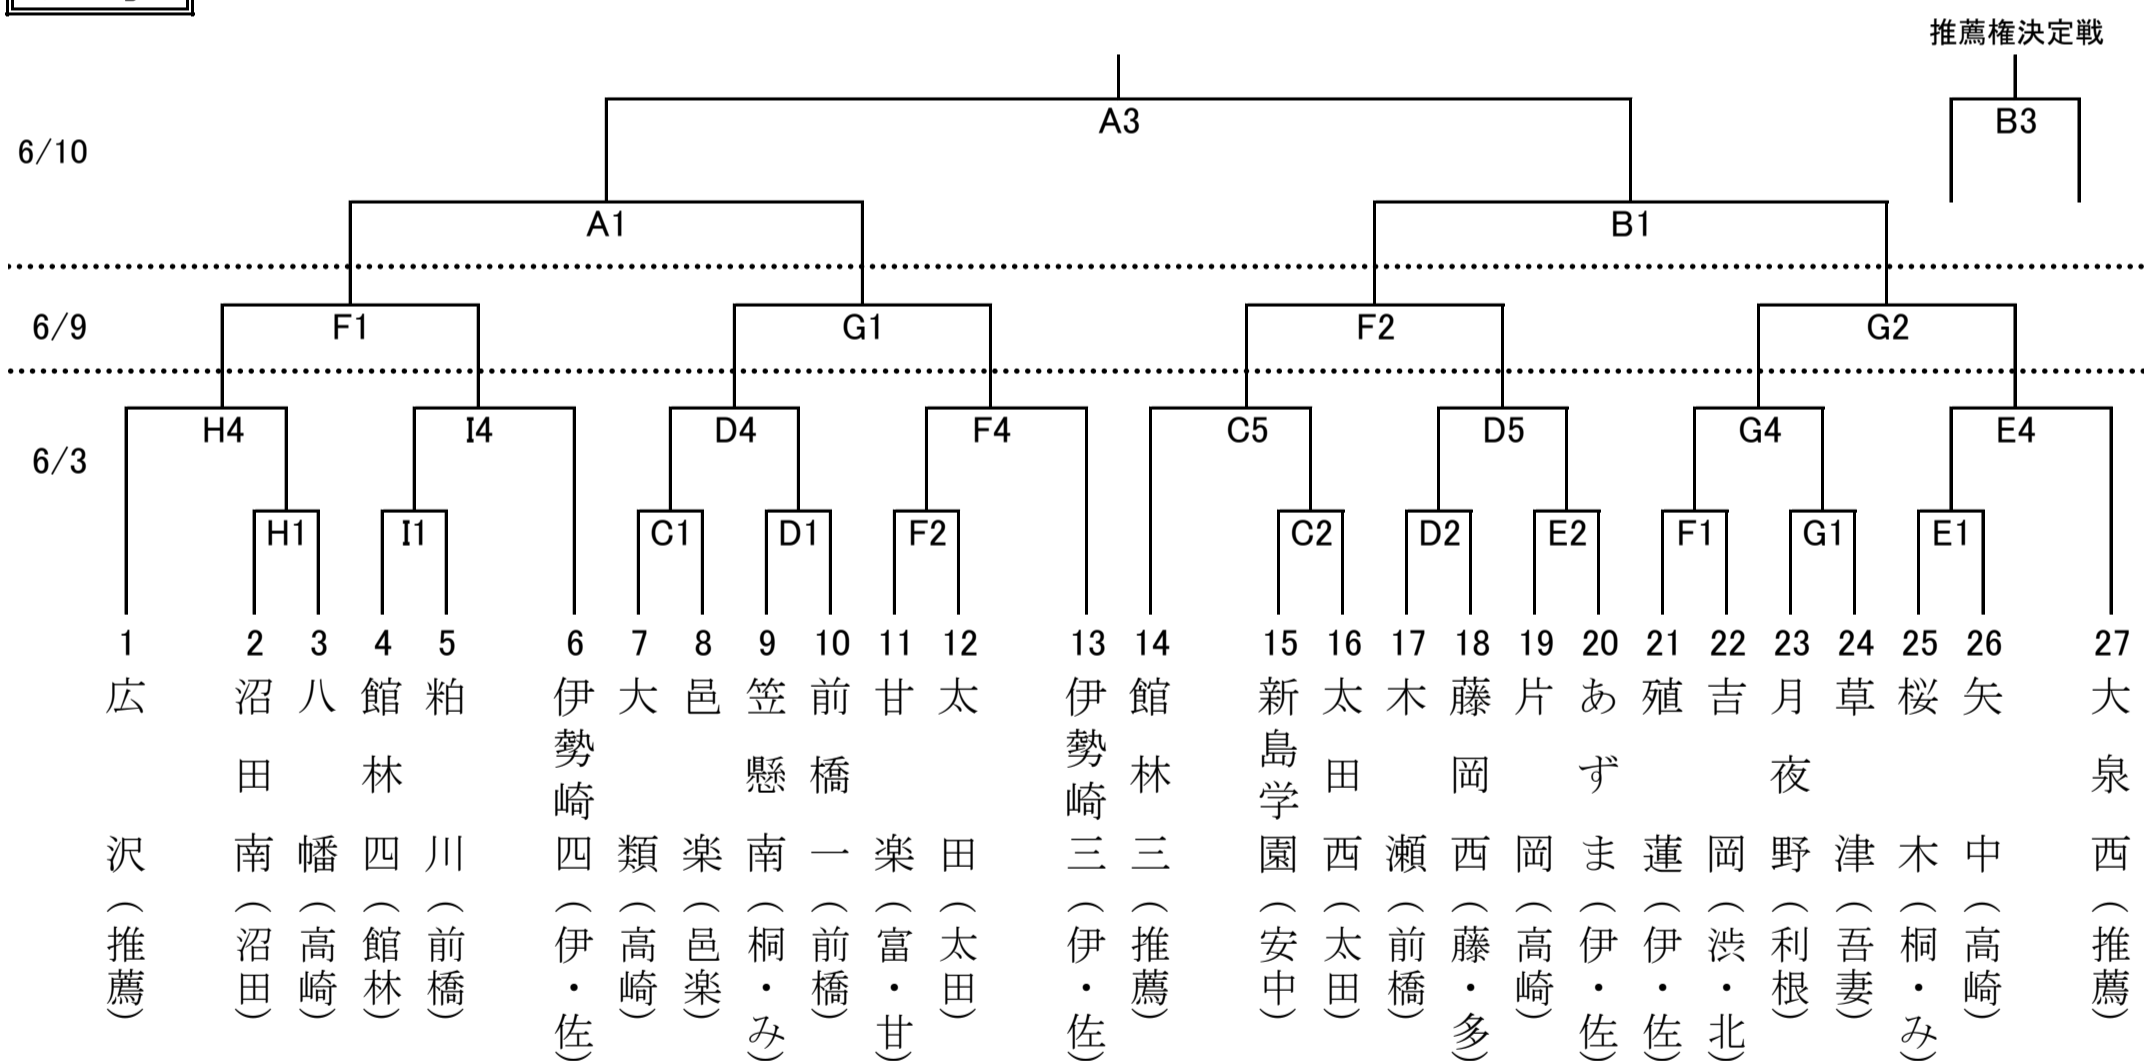 推薦権決定戦
A3
B3
6/10
A1
B1
6/9
F1
G1
F2
G2
H4
I4
D4
F4
C5
D5
G4
E4
6/3
H1
I1
C1
D1
F2
C2
D2
E2
F1
G1
E1
1 広沢(推薦)
2 沼田南(沼田)
3 八幡(高崎)
4 館林四(館林)
5 粕川(前橋)
6 伊勢崎四(伊・佐)
7 大類(高崎)
8 邑楽(邑楽)
9 笠懸南(桐・み)
10 前橋一(前橋)
11 甘楽(富・甘)
12 太田(太田)
13 伊勢崎三(伊・佐)
14 館林三(推薦)
15 新島学園(安中)
16 太田西(太田)
17 木瀬(前橋)
18 藤岡西(藤・多)
19 片岡(高崎)
20 あずま(伊・佐)
21 殖蓮(伊・佐)
22 吉岡(渋・北)
23 月夜野(利根)
24 草津(吾妻)
25 桜木(桐・み)
26 矢中(高崎)
27 大泉西(推薦)